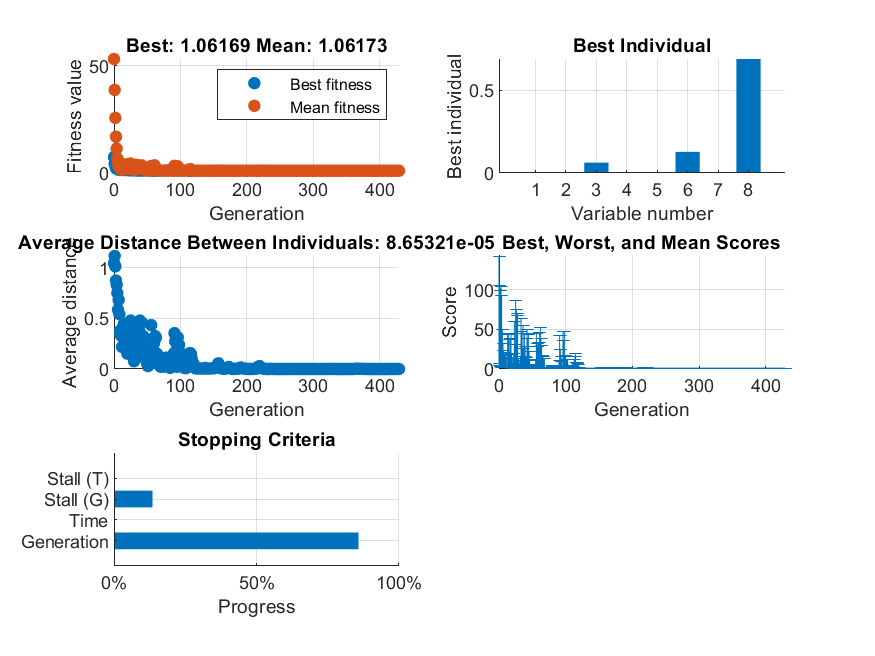 Best: 1.06169 Mean: 1.06173
Fitness value
50
0
Best fitness
Mean fitness
0 100 200 300 400
Generation
Best Individual
Best individual
0.5
0
1 2 3 4 5 6 7 8
Variable number
Average Distance Between Individuals: 8.65321e-05
Average distance
1
0.5
0
0 100 200 300 400
Generation
Best, Worst, and Mean Scores
Score
100
50
0
0 100 200 300 400
Generation
Stopping Criteria
Stall (T)
Stall (G)
Time
Generation
0% 50% 100%
Progress